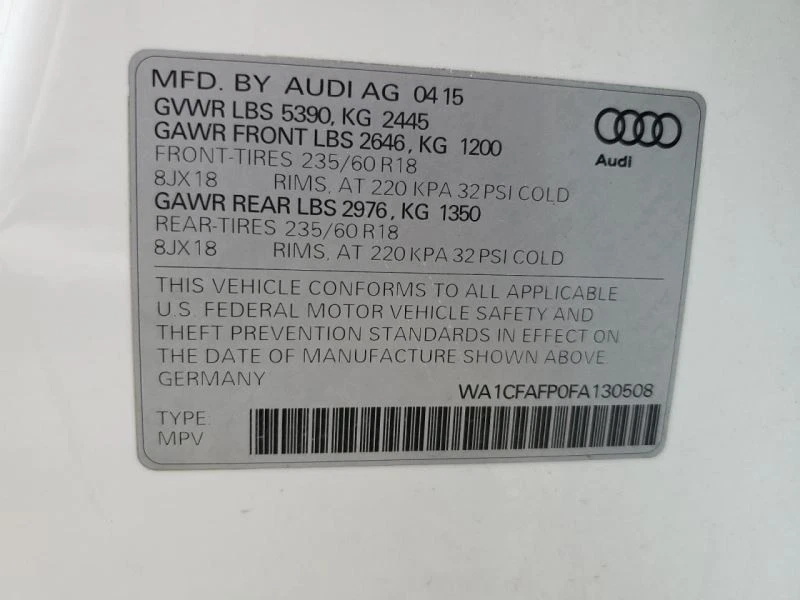 MFD. BY AUDI AG 04 15
GVWR LBS 5390, KG 2445
GAWR FRONT LBS 2646, KG 1200
FRONT-TIRES 235/60 R18
8JX18 RIMS, AT 220 KPA 32 PSI COLD
GAWR REAR LBS 2976, KG 1350
REAR-TIRES 235/60 R18
8JX18 RIMS, AT 220 KPA 32 PSI COLD
Audi
THIS VEHICLE CONFORMS TO ALL APPLICABLE
U.S. FEDERAL MOTOR VEHICLE SAFETY AND
THEFT PREVENTION STANDARDS IN EFFECT ON
THE DATE OF MANUFACTURE SHOWN ABOVE
GERMANY
WA1CFAFP0FA130508
TYPE:
MPV